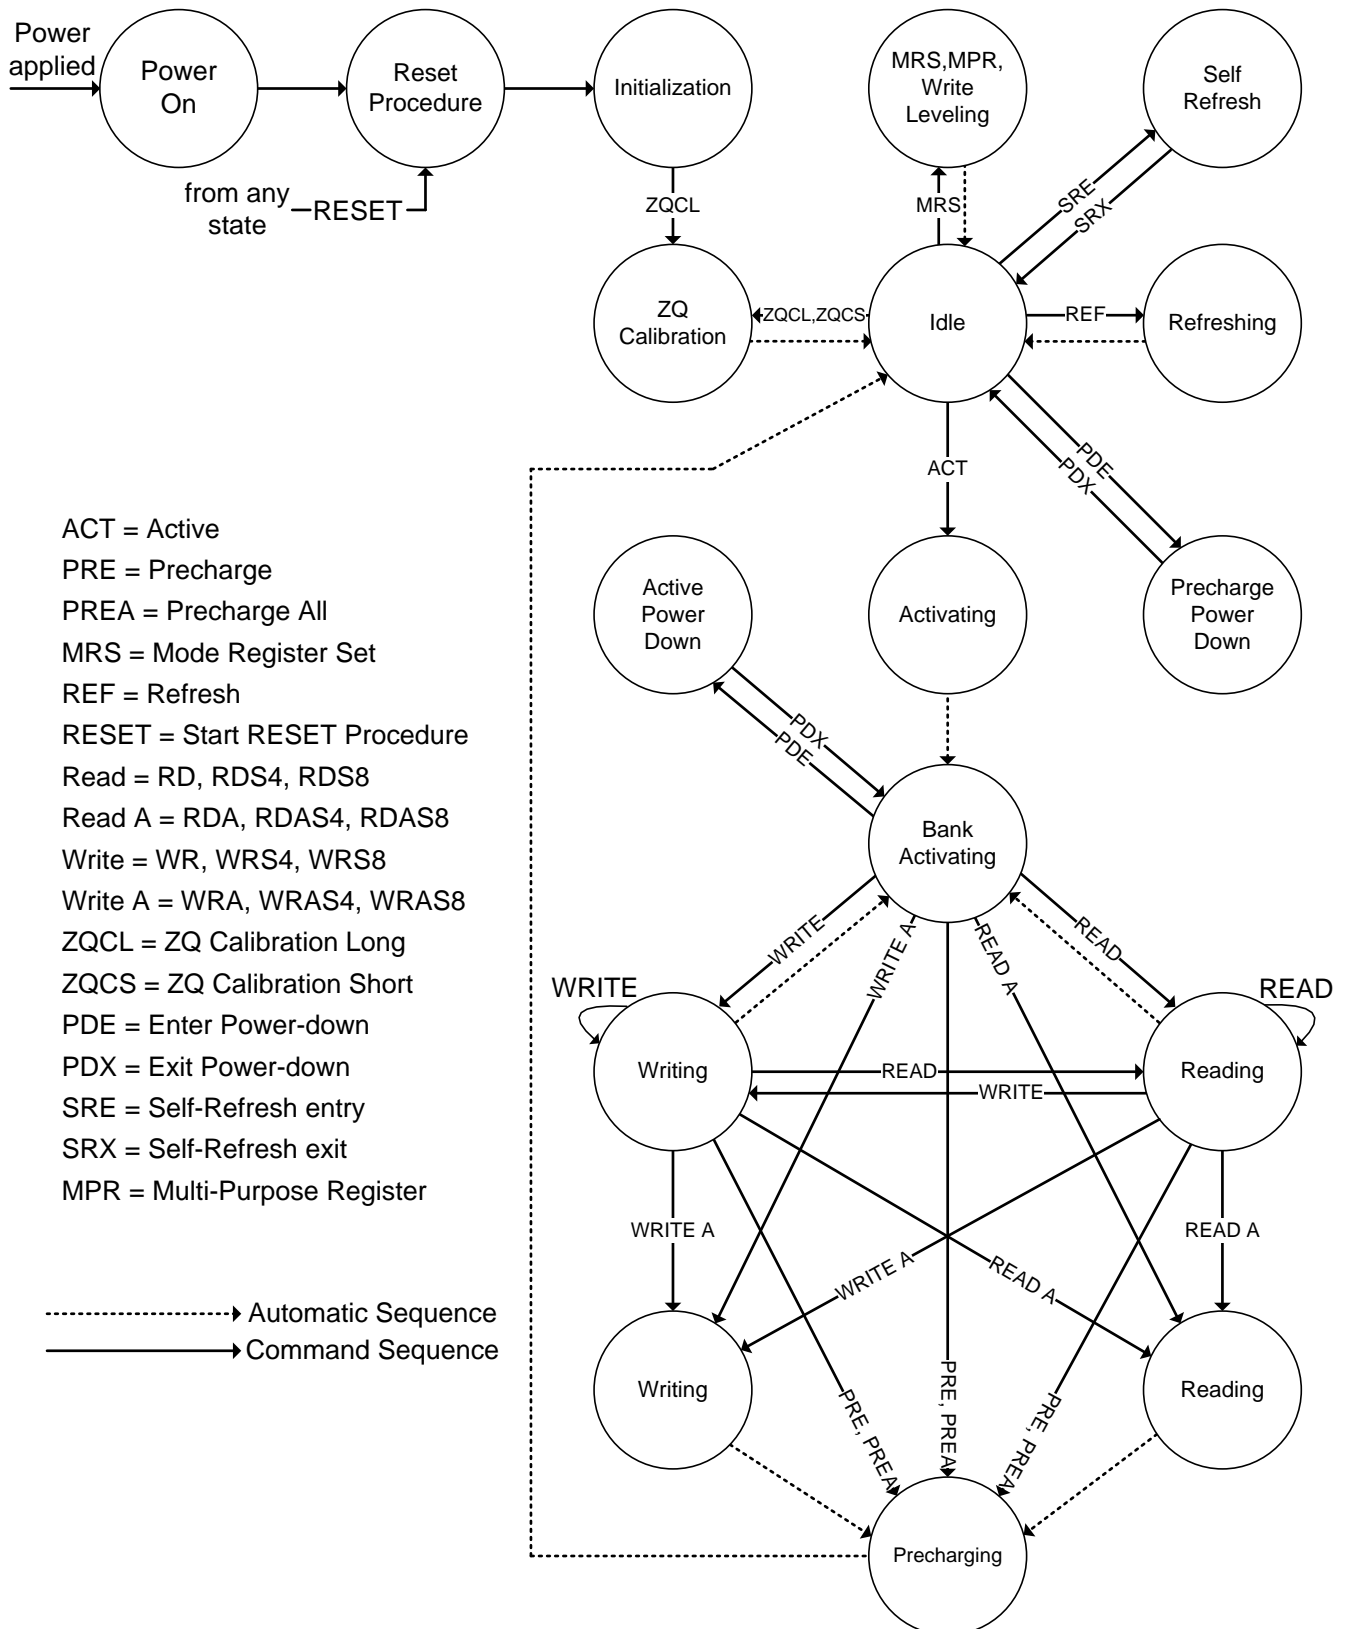 Power
applied
Power
On
Reset
Procedure
Initialization
MRS,MPR,
Write
Leveling
Self
Refresh
from any
state
RESET
ZQCL
MRS
SRE
SRX
ZQ
Calibration
ZQCL,ZQCS
Idle
REF
Refreshing
ACT
PDE
PDX
ACT = Active
PRE = Precharge
PREA = Precharge All
MRS = Mode Register Set
REF = Refresh
RESET = Start RESET Procedure
Read = RD, RDS4, RDS8
Read A = RDA, RDAS4, RDAS8
Write = WR, WRS4, WRS8
Write A = WRA, WRAS4, WRAS8
ZQCL = ZQ Calibration Long
ZQCS = ZQ Calibration Short
PDE = Enter Power-down
PDX = Exit Power-down
SRE = Self-Refresh entry
SRX = Self-Refresh exit
MPR = Multi-Purpose Register
Automatic Sequence
Command Sequence
Active
Power
Down
Activating
Precharge
Power
Down
PDX
PDE
Bank
Activating
WRITE
WRITE A
READ A
READ
WRITE
READ
Writing
READ
WRITE
Reading
WRITE A
WRITE A
READ A
READ A
Writing
PRE, PREA
PRE, PREA
PRE, PREA
Reading
Precharging